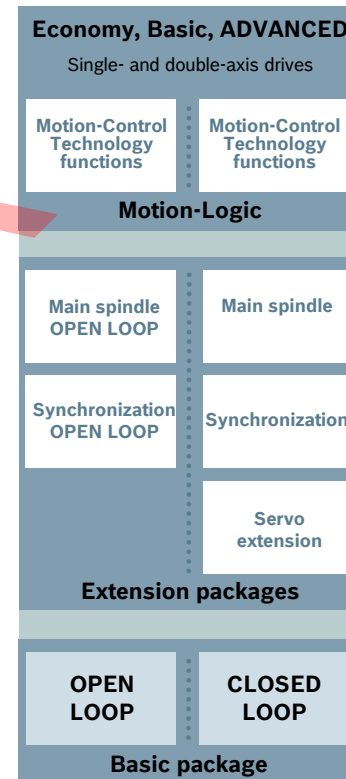 Economy, Basic, ADVANCED
Single- and double-axis drives
Motion-Control
Technology
functions
Motion-Control
Technology
functions
Motion-Logic
Main spindle
OPEN LOOP
Main spindle
Synchronization
OPEN LOOP
Synchronization
Servo
extension
Extension packages
OPEN
LOOP
CLOSED
LOOP
Basic package